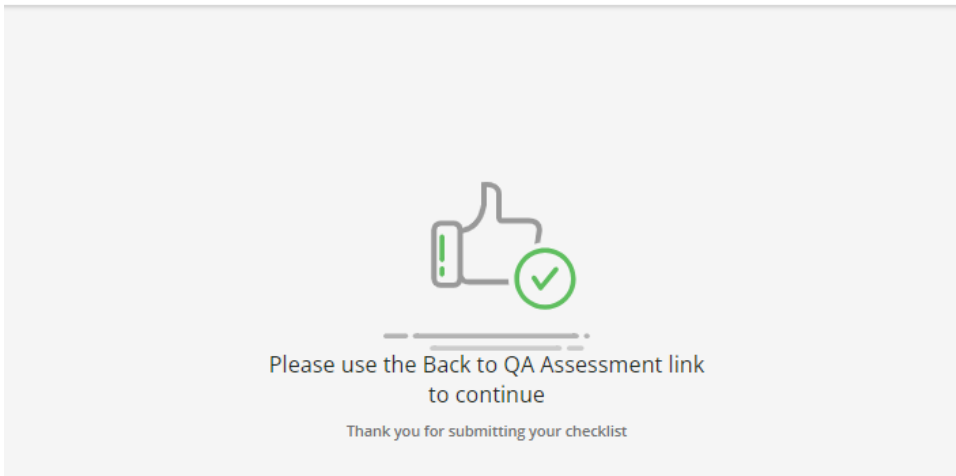 Please use the Back to QA Assessment link
to continue
Thank you for submitting your checklist